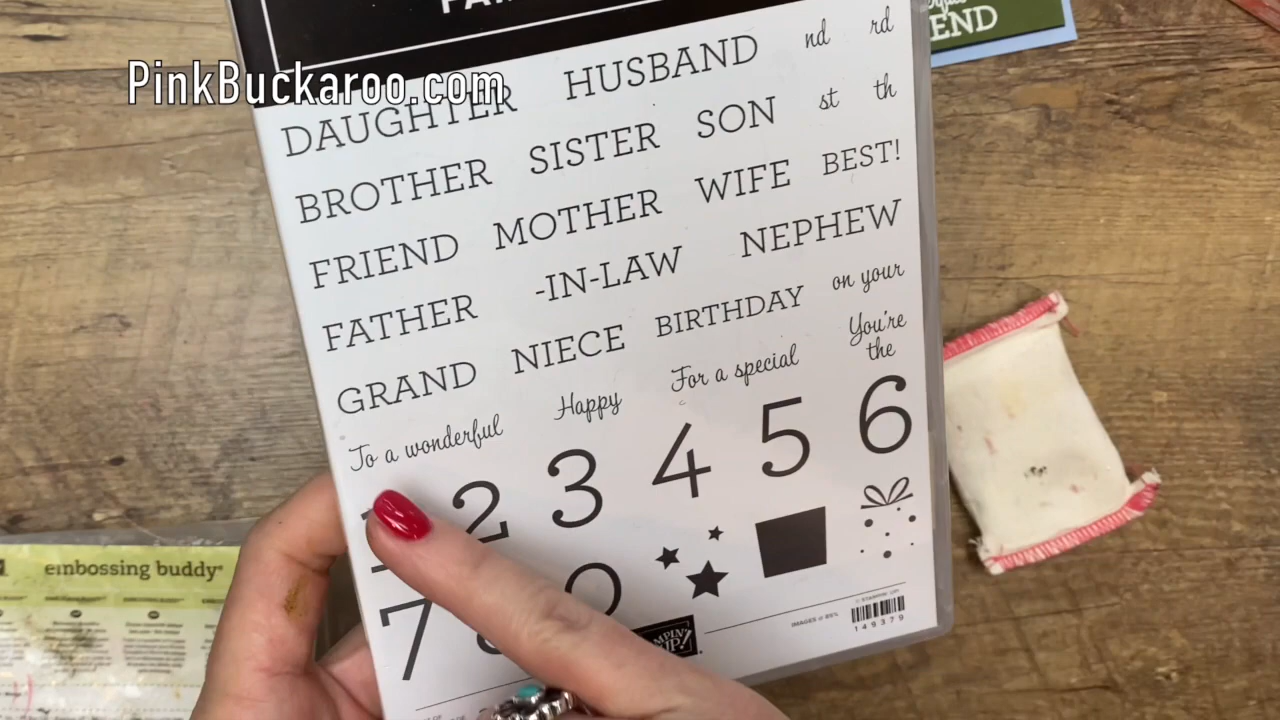 PinkBuckaroo.com
END
DAUGHTER HUSBAND nd rd
BROTHER SISTER SON st th
FRIEND MOTHER WIFE BEST!
FATHER -IN-LAW NEPHEW
GRAND NIECE BIRTHDAY on your
To a wonderful Happy For a special You're
the
2 3 4 5 6
7
IMAGES @ 85%
149379
embossing buddy®